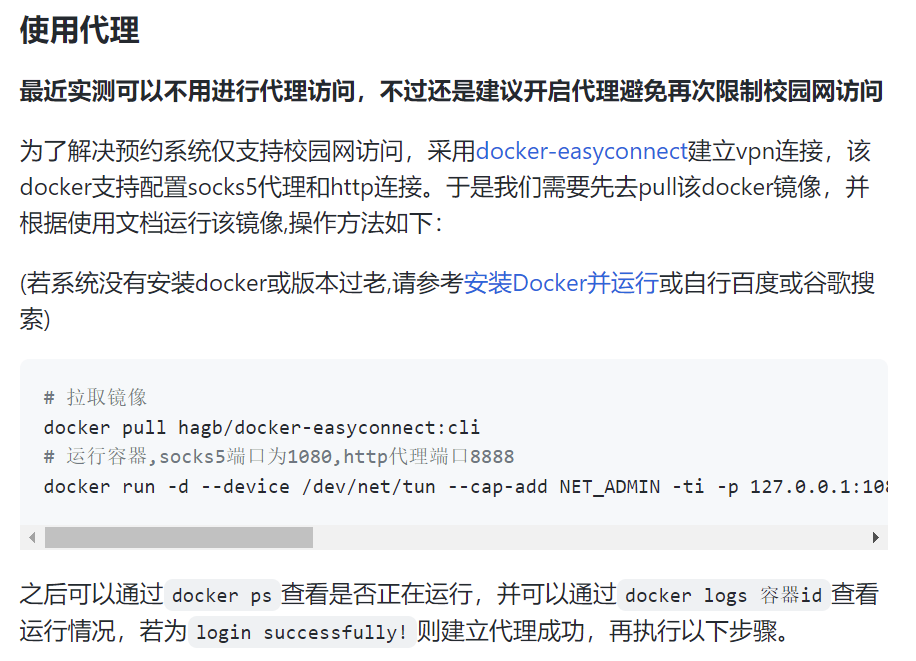 使用代理
最近实测可以不用进行代理访问，不过还是建议开启代理避免再次限制校园网访问
为了解决预约系统仅支持校园网访问，采用docker-easyconnect建立vpn连接，该
docker支持配置socks5代理和http连接。于是我们需要先去pull该docker镜像，并
根据使用文档运行该镜像,操作方法如下：
(若系统没有安装docker或版本过老,请参考安装Docker并运行或自行百度或谷歌搜
索)
# 拉取镜像
docker pull hagb/docker-easyconnect:cli
# 运行容器,socks5端口为1080,http代理端口8888
docker run -d --device /dev/net/tun --cap-add NET_ADMIN -ti -p 127.0.0.1:108
之后可以通过 docker ps 查看是否正在运行，并可以通过 docker logs 容器id 查看
运行情况，若为 login successfully! 则建立代理成功，再执行以下步骤。